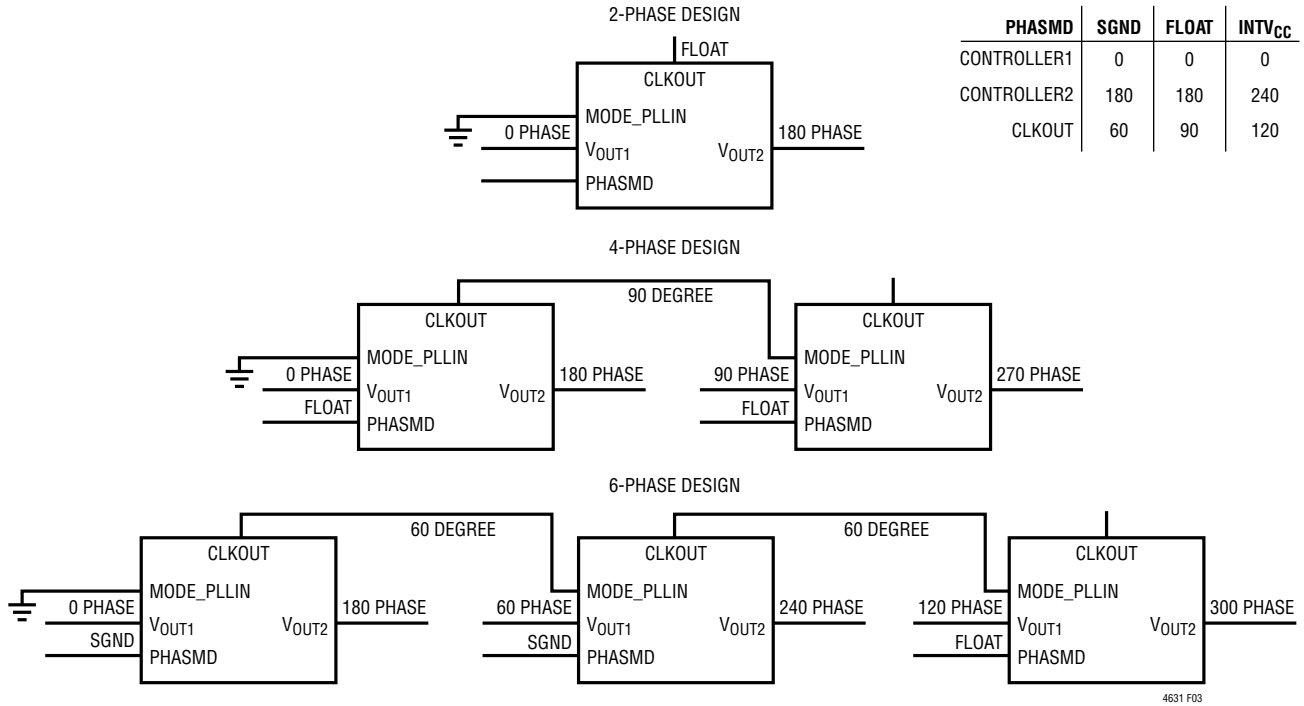 2-PHASE DESIGN
FLOAT
CLKOUT
MODE_PLLIN
0 PHASE
180 PHASE
VOUT1
VOUT2
PHASMD
PHASMD SGND FLOAT INTVCC
CONTROLLER1 0 0 0
CONTROLLER2 180 180 240
CLKOUT 60 90 120
4-PHASE DESIGN
90 DEGREE
CLKOUT
MODE_PLLIN
0 PHASE
180 PHASE
VOUT1
VOUT2
FLOAT
PHASMD
CLKOUT
MODE_PLLIN
90 PHASE
270 PHASE
VOUT1
VOUT2
FLOAT
PHASMD
6-PHASE DESIGN
60 DEGREE
60 DEGREE
CLKOUT
MODE_PLLIN
0 PHASE
180 PHASE
VOUT1
VOUT2
SGND
PHASMD
CLKOUT
MODE_PLLIN
60 PHASE
240 PHASE
VOUT1
VOUT2
SGND
PHASMD
CLKOUT
MODE_PLLIN
120 PHASE
300 PHASE
VOUT1
VOUT2
FLOAT
PHASMD
4631 F03